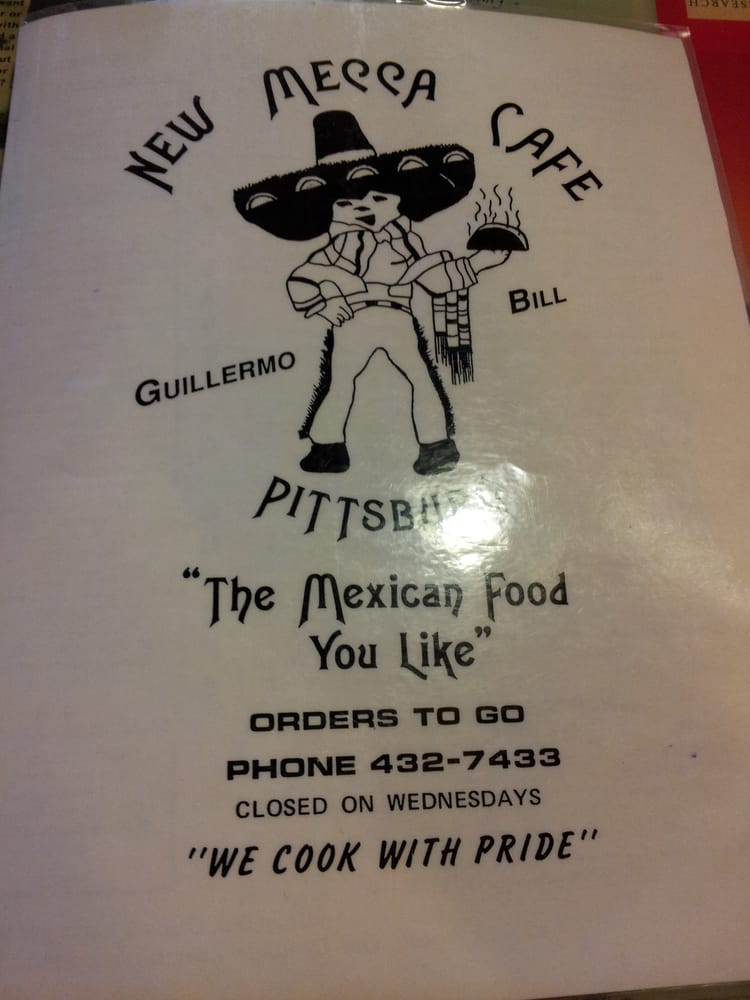 NEW MECCA CAFE
BILL
GUILLERMO
"The Mexican Food
You Like"
ORDERS TO GO
PHONE 432-7433
CLOSED ON WEDNESDAYS
"WE COOK WITH PRIDE"